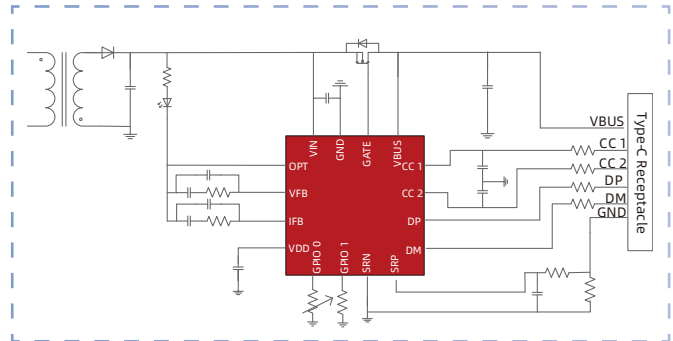 VBUS
CC 1
CC 2
DP
DM
GND
Type-C Receptacle
VIN
GND
GATE
VBUS
OPT
VFB
IFB
VDD
CC 1
CC 2
DP
DM
GPIO 0
GPIO 1
SRN
SRP